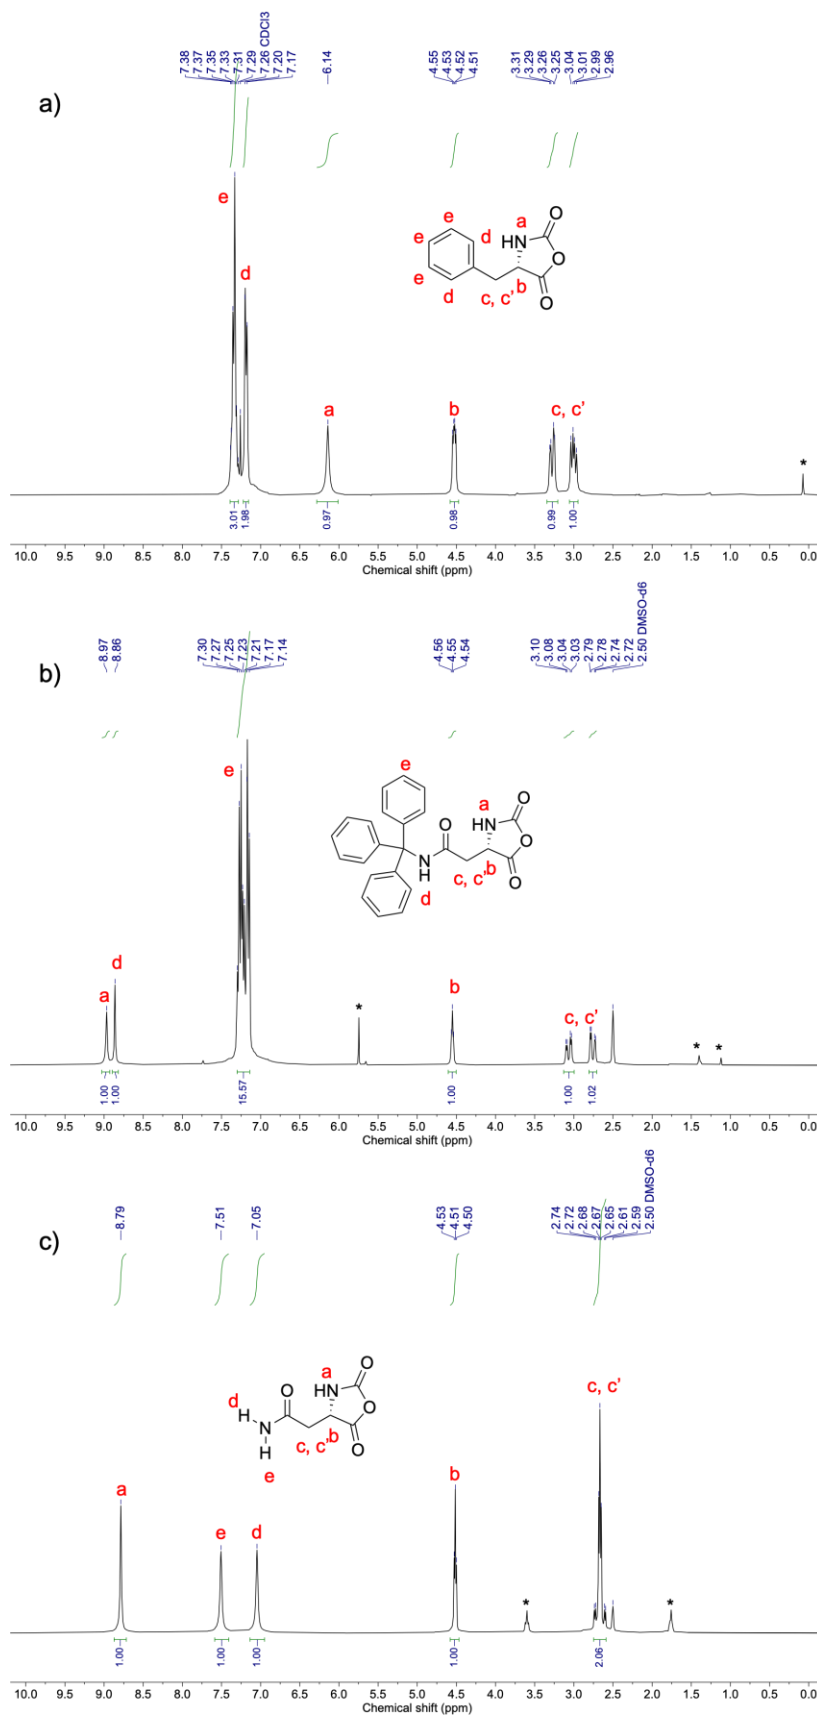 7.38 7.37 7.35 7.33 7.31 7.29 7.26 CDCl3 7.20 7.17 6.14 4.55 4.53 4.52 4.51 3.31 3.29 3.26 3.25 3.04 3.01 2.99 2.96
a)
e
d
a
b
c, c'
*
e
e
e
d
d
a
HN
O
O
O
b
c, c'
3.01 1.98 0.97 0.98 0.99 1.00
10.0 9.5 9.0 8.5 8.0 7.5 7.0 6.5 6.0 5.5 5.0 4.5 4.0 3.5 3.0 2.5 2.0 1.5 1.0 0.5 0.0
Chemical shift (ppm)
8.97 8.86 7.30 7.27 7.25 7.23 7.21 7.17 7.14 4.56 4.55 4.54 3.10 3.08 3.04 3.03 2.79 2.78 2.74 2.72 2.50 DMSO-d6
b)
e
e
a
HN
O
O
O
O
N
H
d
c, c'
b
a
d
*
b
c, c'
*
*
1.00 1.00 15.57 1.00 1.00 1.02
10.0 9.5 9.0 8.5 8.0 7.5 7.0 6.5 6.0 5.5 5.0 4.5 4.0 3.5 3.0 2.5 2.0 1.5 1.0 0.5 0.0
Chemical shift (ppm)
8.79 7.51 7.05 4.53 4.51 4.50 2.74 2.72 2.68 2.67 2.65 2.61 2.59 2.50 DMSO-d6
c)
a
HN
O
O
O
O
d
H
N
H
e
c, c'
b
a
e
d
b
*
c, c'
*
1.00 1.00 1.00 1.00 2.06
10.0 9.5 9.0 8.5 8.0 7.5 7.0 6.5 6.0 5.5 5.0 4.5 4.0 3.5 3.0 2.5 2.0 1.5 1.0 0.5 0.0
Chemical shift (ppm)